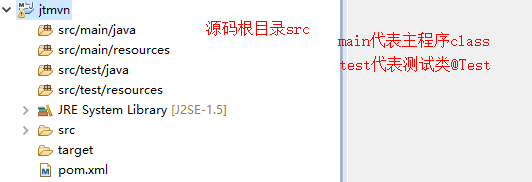 jtmvn
src/main/java
源码根目录src
src/main/resources
main代表主程序class
src/test/java
test代表测试类@Test
src/test/resources
JRE System Library [J2SE-1.5]
src
target
pom.xml